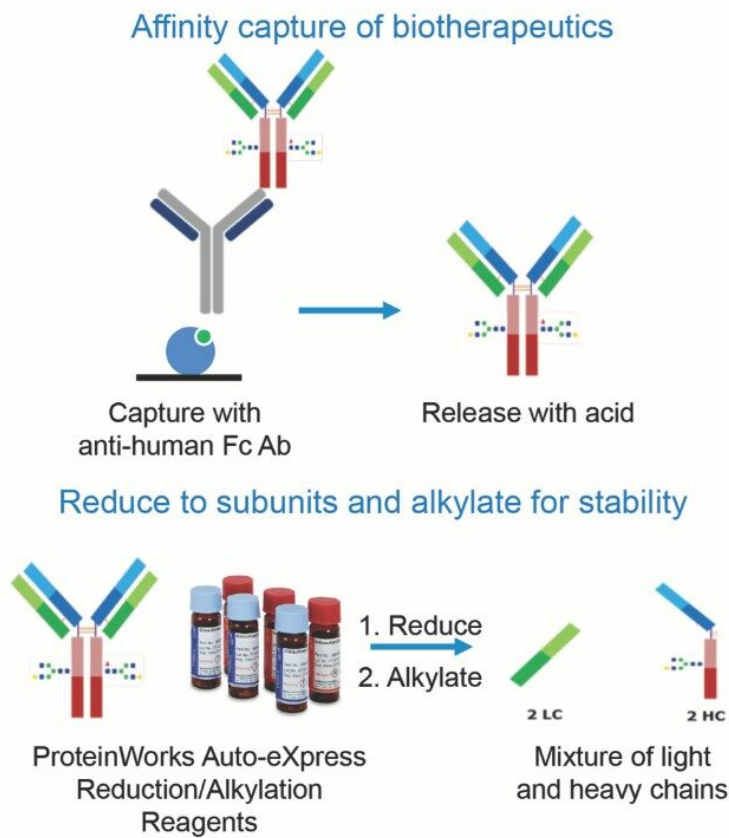 Affinity capture of biotherapeutics
Capture with
anti-human Fc Ab
Release with acid
Reduce to subunits and alkylate for stability
1. Reduce
2. Alkylate
2 LC
2 HC
ProteinWorks Auto-eXpress
Reduction/Alkylation
Reagents
Mixture of light
and heavy chains